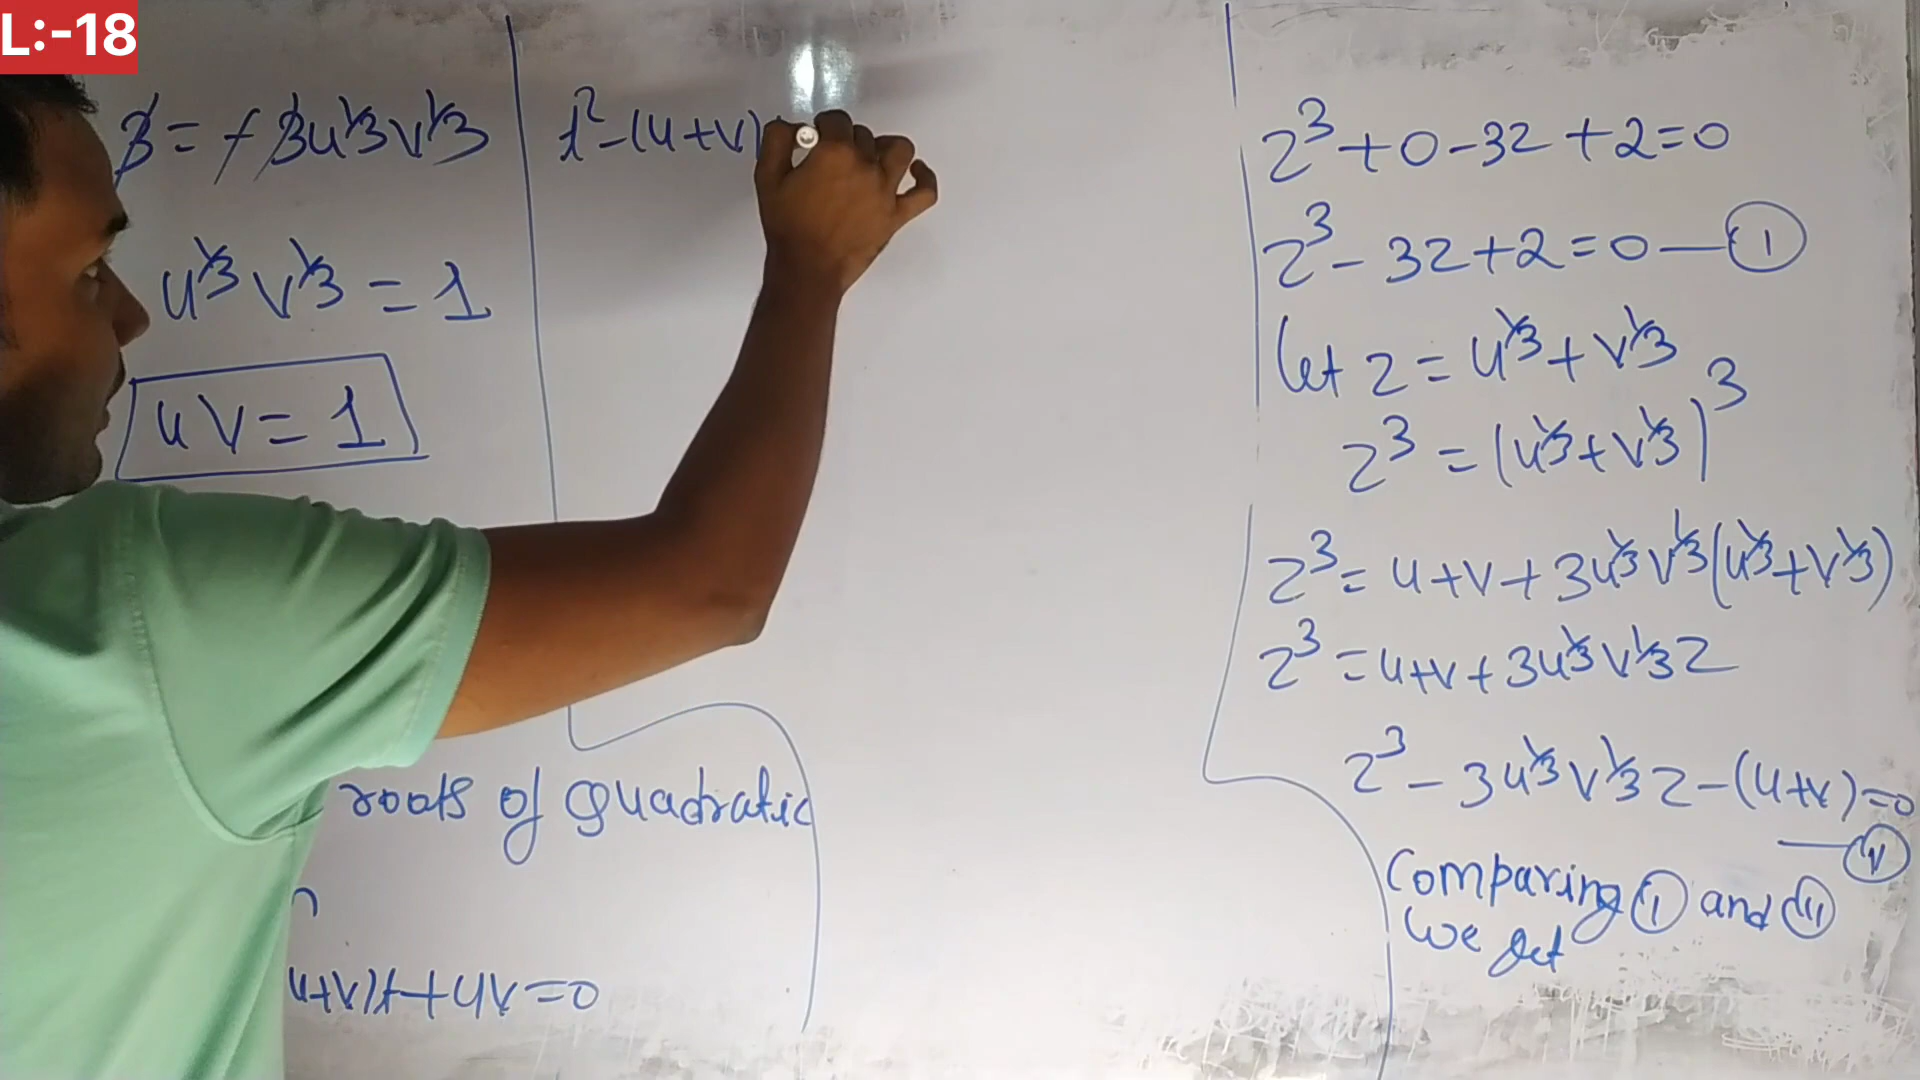 L:-18
3 = +3u^1/3 v^1/3
u^1/3 v^1/3 = 1
uv = 1
roots of quadratic
n
u+v)t + uv = 0
t² - (u+v)
z³ + 0 - 3z + 2 = 0
z³ - 3z + 2 = 0 — ①
let z = u^1/3 + v^1/3
z³ = (u^1/3 + v^1/3)³
z³ = u + v + 3u^1/3 v^1/3 (u^1/3 + v^1/3)
z³ = u + v + 3u^1/3 v^1/3 z
z³ - 3u^1/3 v^1/3 z - (u+v) = 0
Comparing ① and ⑪
we get